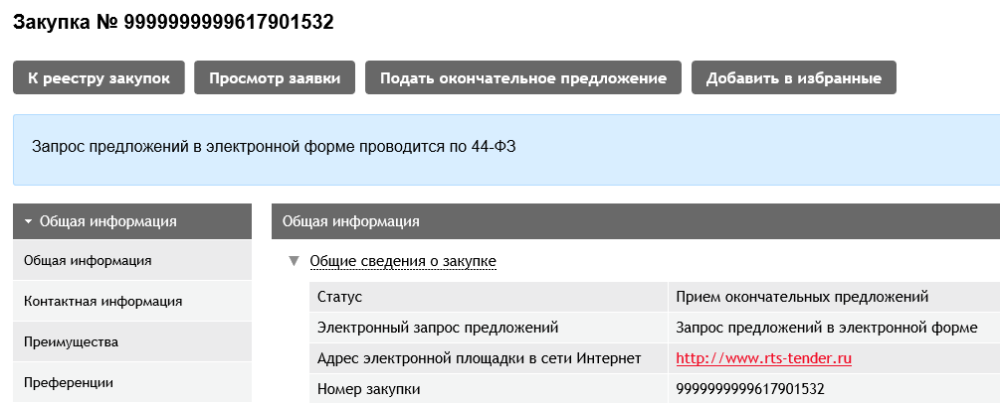 Закупка № 9999999999617901532
К реестру закупок Просмотр заявки Подать окончательное предложение Добавить в избранные
Запрос предложений в электронной форме проводится по 44-ФЗ
Общая информация
Общая информация
Контактная информация
Преимущества
Преференции
Общая информация
Общие сведения о закупке
Статус Прием окончательных предложений
Электронный запрос предложений Запрос предложений в электронной форме
Адрес электронной площадки в сети Интернет http://www.rts-tender.ru
Номер закупки 9999999999617901532